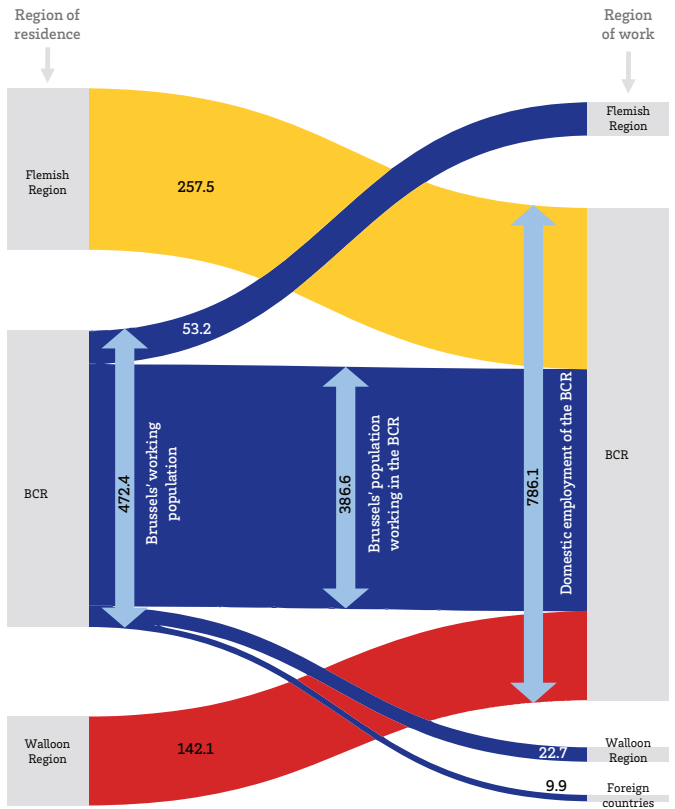 Region of
residence
Region
of work
Flemish
Region
Flemish
Region
257.5
53.2
BCR
472.4
Brussels' working
population
386.6
Brussels' population
working in the BCR
786.1
Domestic employment of the BCR
BCR
Walloon
Region
142.1
22.7
Walloon
Region
9.9
Foreign
countries